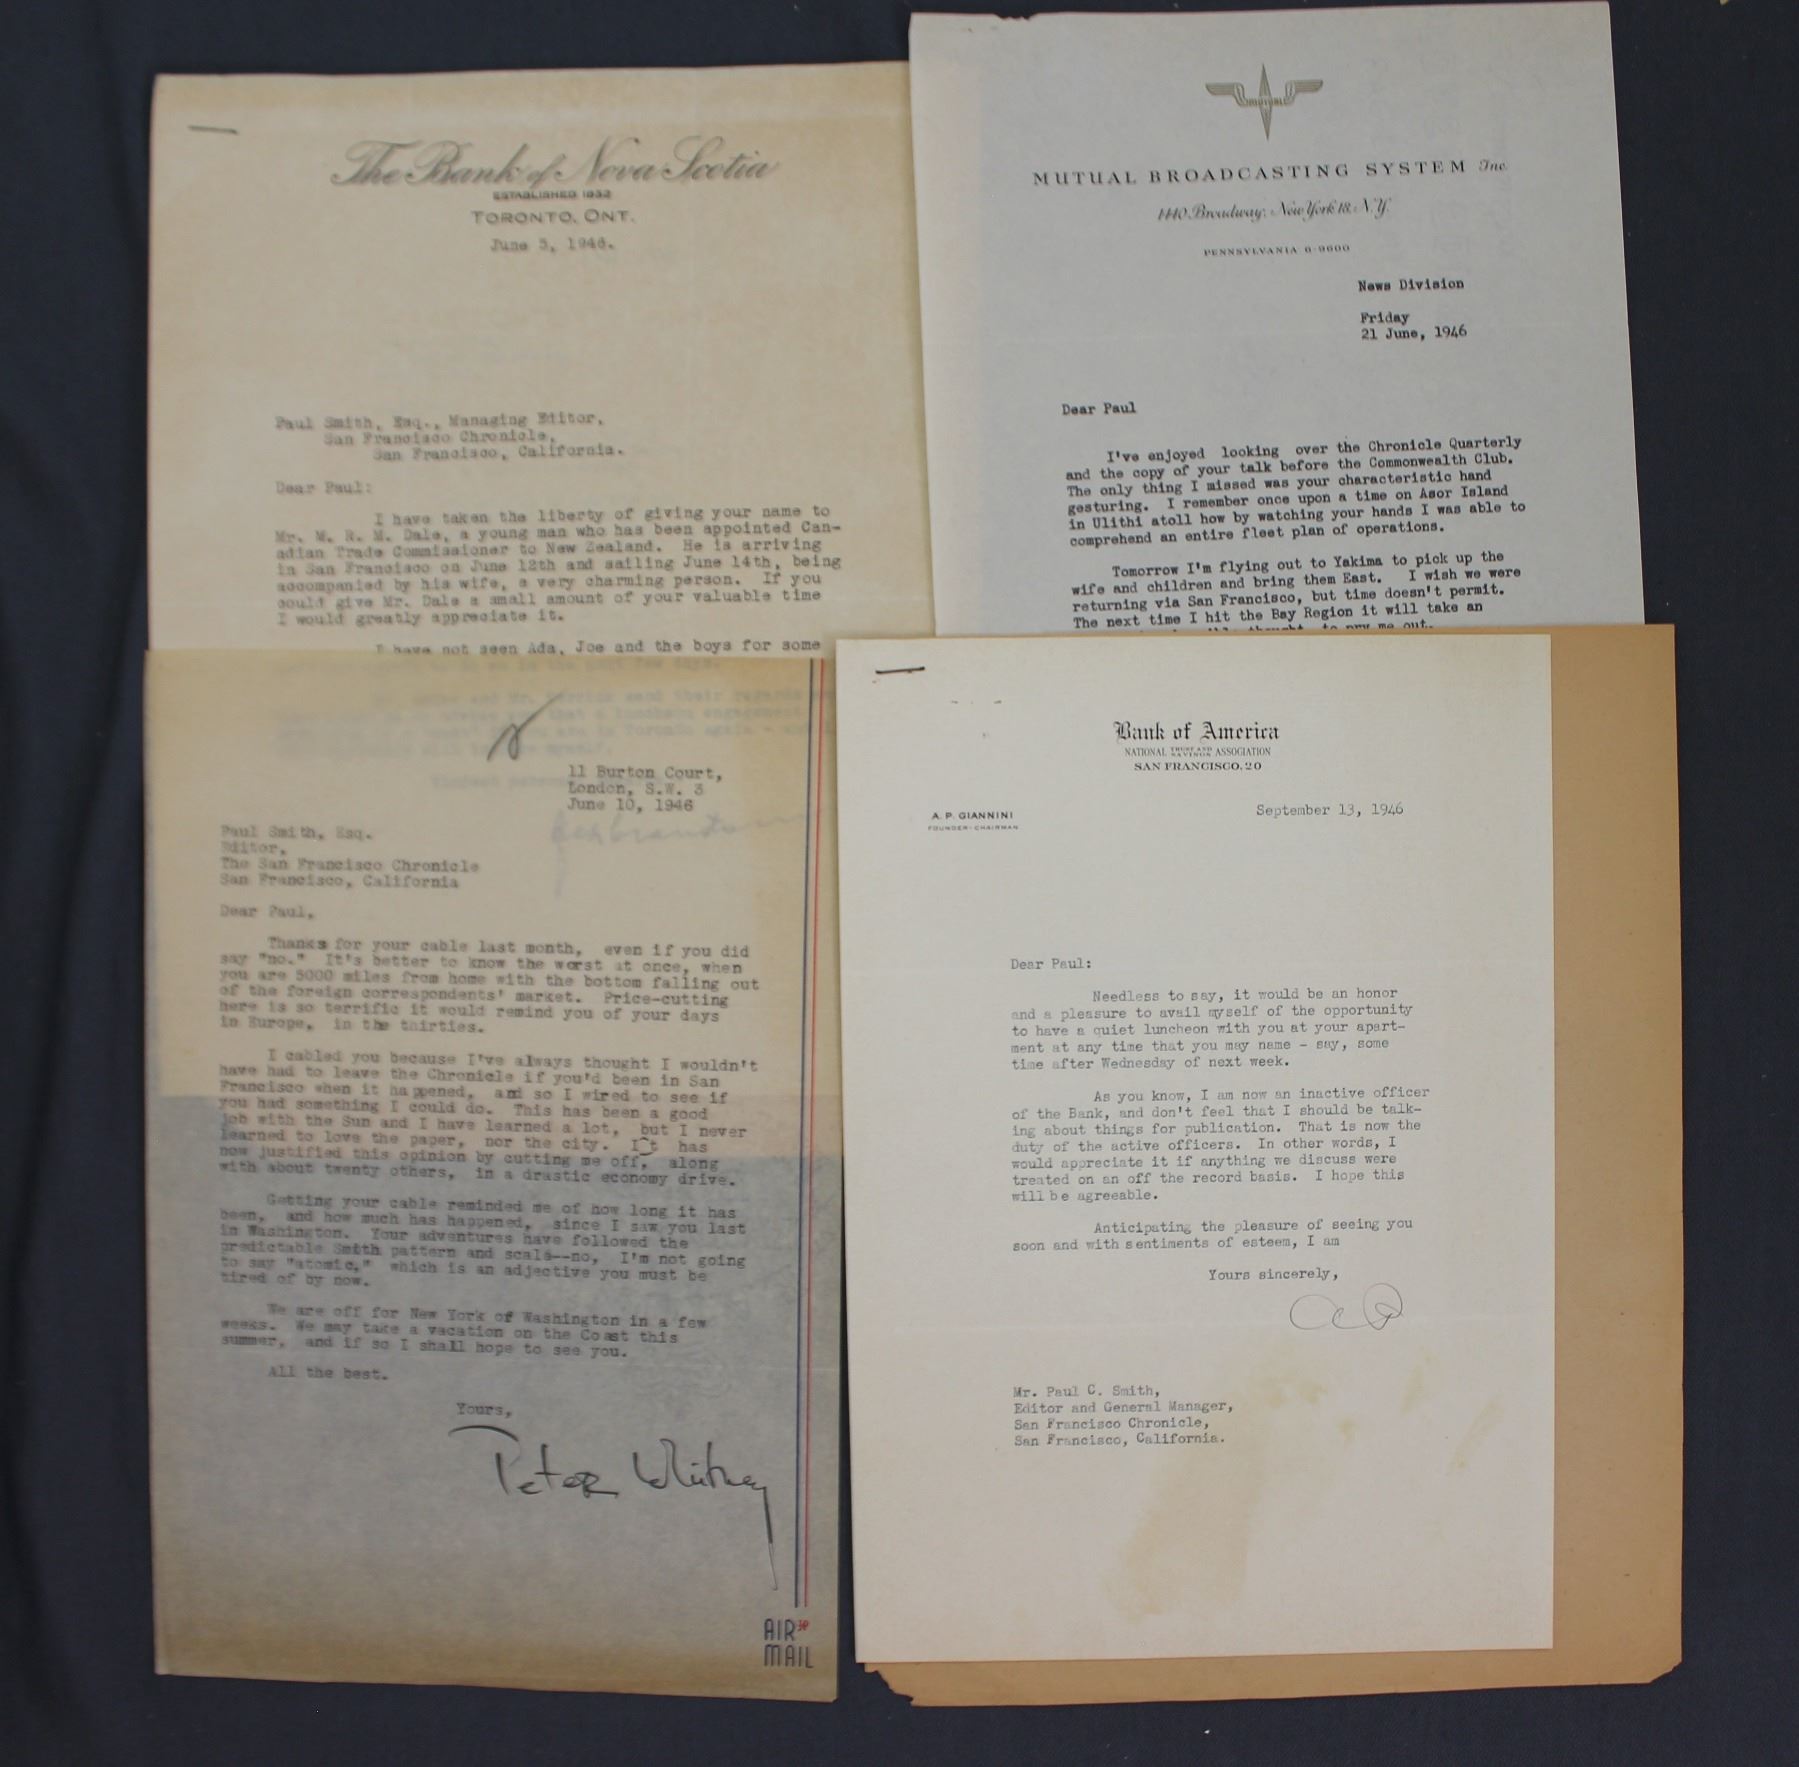 The Bank of Nova Scotia
ESTABLISHED 1832
TORONTO, ONT.
June 5, 1946.
Paul Smith, Esq., Managing Editor,
San Francisco Chronicle,
San Francisco, California.
Dear Paul:
I have taken the liberty of giving your name to
Mr. M. R. M. Dale, a young man who has been appointed Can-
adian Trade Commissioner to New Zealand. He is arriving
in San Francisco on June 12th and sailing June 14th, being
accompanied by his wife, a very charming person. If you
could give Mr. Dale a small amount of your valuable time
I would greatly appreciate it.
I have not seen Ada, Joe and the boys for some
MUTUAL
MUTUAL BROADCASTING SYSTEM Inc.
1440 Broadway, New York 18, N.Y.
PENNSYLVANIA 6-9600
News Division
Friday
21 June, 1946
Dear Paul
I've enjoyed looking over the Chronicle Quarterly
and the copy of your talk before the Commonwealth Club.
The only thing I missed was your characteristic hand
gesturing. I remember once upon a time on Asor Island
in Ulithi atoll how by watching your hands I was able to
comprehend an entire fleet plan of operations.
Tomorrow I'm flying out to Yakima to pick up the
wife and children and bring them East. I wish we were
returning via San Francisco, but time doesn't permit.
The next time I hit the Bay Region it will take an
to pry me out.
11 Burton Court,
London, S.W. 3
June 10, 1946
Paul Smith, Esq.
Editor,
The San Francisco Chronicle
San Francisco, California
Dear Paul,
Thanks for your cable last month, even if you did
say "no." It's better to know the worst at once, when
you are 5000 miles from home with the bottom falling out
of the foreign correspondents' market. Price-cutting
here is so terrific it would remind you of your days
in Europe, in the thirties.
I cabled you because I've always thought I wouldn't
have had to leave the Chronicle if you'd been in San
Francisco when it happened, and so I wired to see if
you had something I could do. This has been a good
job with the Sun and I have learned a lot, but I never
learned to love the paper, nor the city. It has
now justified this opinion by cutting me off, along
with about twenty others, in a drastic economy drive.
Getting your cable reminded me of how long it has
been, and how much has happened, since I saw you last
in Washington. Your adventures have followed the
predictable Smith pattern and scale--no, I'm not going
to say "atomic," which is an adjective you must be
tired of by now.
We are off for New York of Washington in a few
weeks. We may take a vacation on the Coast this
summer, and if so I shall hope to see you.
All the best.
Yours,
Peter Whitney
AIR
MAIL
Bank of America
NATIONAL TRUST AND SAVINGS ASSOCIATION
SAN FRANCISCO, 20
A. P. GIANNINI
FOUNDER-CHAIRMAN
September 13, 1946
Dear Paul:
Needless to say, it would be an honor
and a pleasure to avail myself of the opportunity
to have a quiet luncheon with you at your apart-
ment at any time that you may name - say, some
time after Wednesday of next week.
As you know, I am now an inactive officer
of the Bank, and don't feel that I should be talk-
ing about things for publication. That is now the
duty of the active officers. In other words, I
would appreciate it if anything we discuss were
treated on an off the record basis. I hope this
will be agreeable.
Anticipating the pleasure of seeing you
soon and with sentiments of esteem, I am
Yours sincerely,
Mr. Paul C. Smith,
Editor and General Manager,
San Francisco Chronicle,
San Francisco, California.